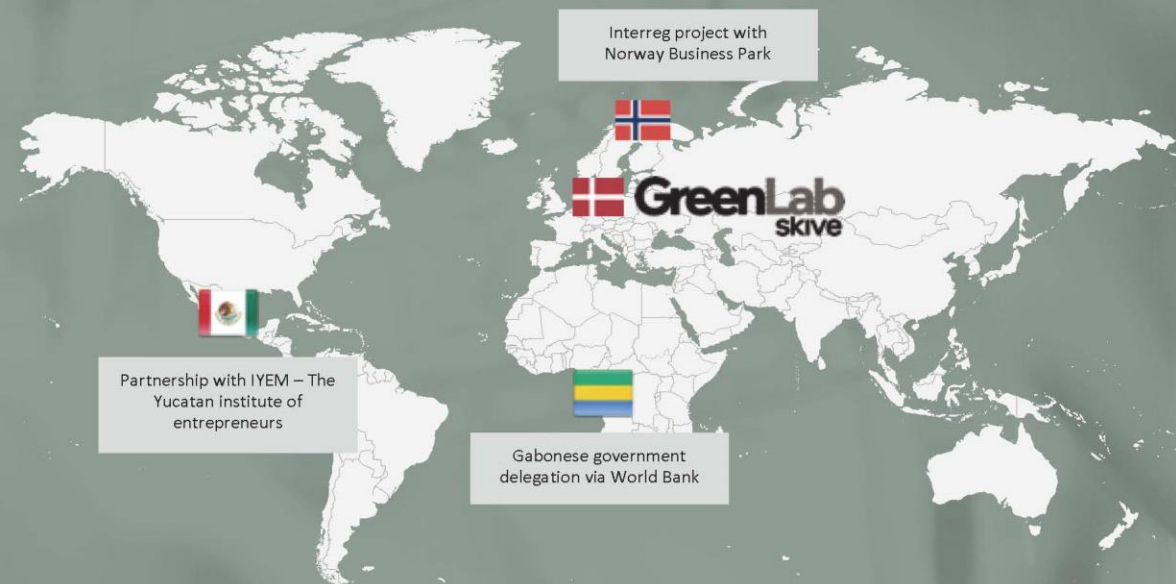 Interreg project with
Norway Business Park
GreenLab
skive
Partnership with IYEM – The
Yucatan institute of
entrepreneurs
Gabonese government
delegation via World Bank